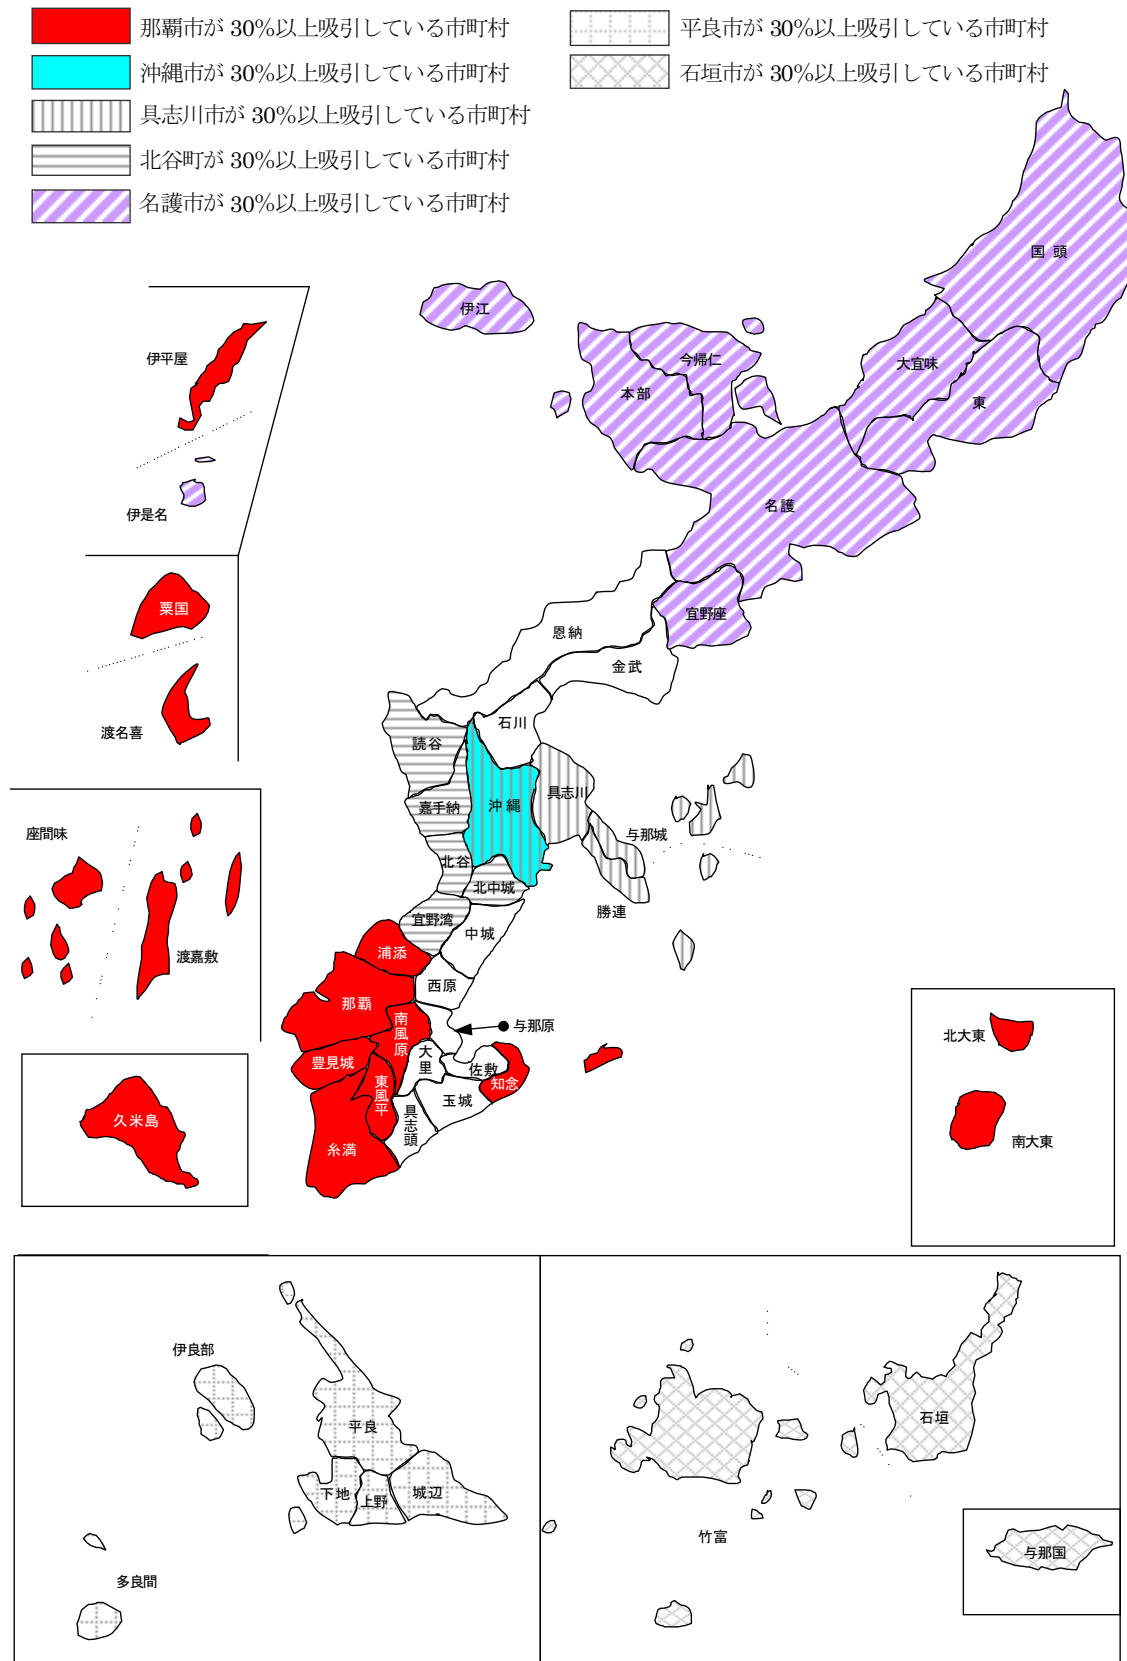 那覇市が 30%以上吸引している市町村
沖縄市が 30%以上吸引している市町村
具志川市が 30%以上吸引している市町村
北谷町が 30%以上吸引している市町村
名護市が 30%以上吸引している市町村
平良市が 30%以上吸引している市町村
石垣市が 30%以上吸引している市町村
国頭
伊江
伊平屋
今帰仁
大宜味
本部
東
名護
伊是名
粟国
宜野座
恩納
金武
渡名喜
石川
読谷
具志川
嘉手納
沖縄
座間味
与那城
北谷
北中城
勝連
宜野湾
中城
浦添
渡嘉敷
西原
那覇
南風原
与那原
北大東
大里
豊見城
佐敷
知念
東風平
玉城
久米島
具志頭
南大東
糸満
伊良部
平良
石垣
下地
上野
城辺
竹富
与那国
多良間